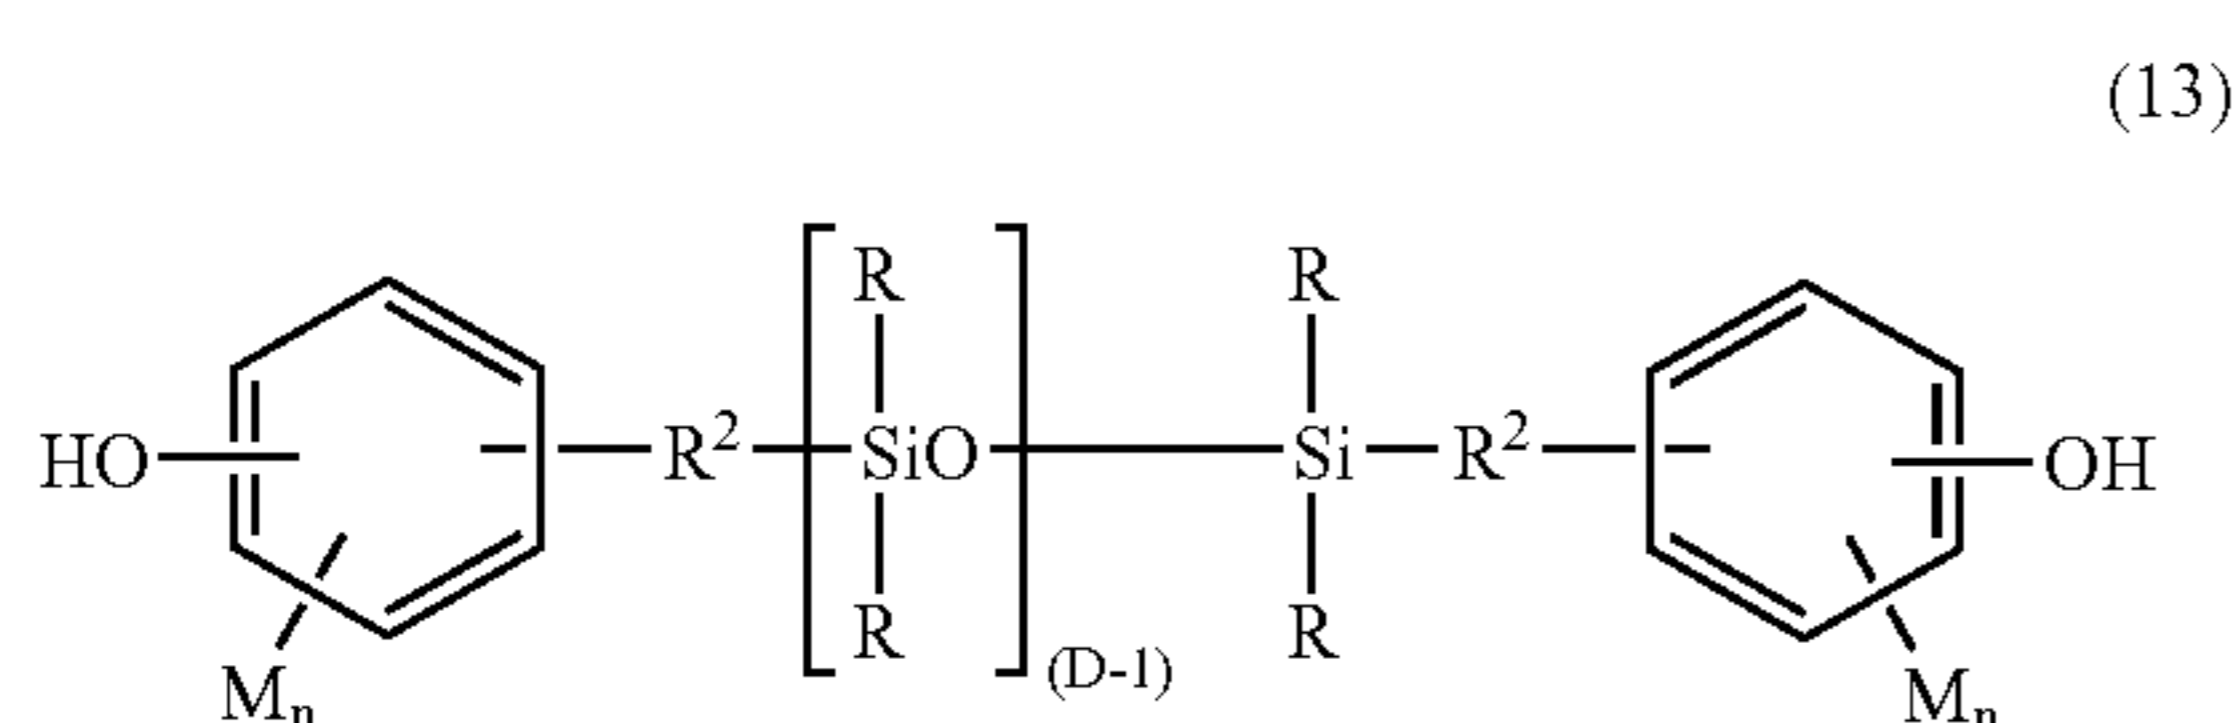 (13)
R R
HO R² SiO Si R² OH
R R
(D-1)
Mₙ Mₙ